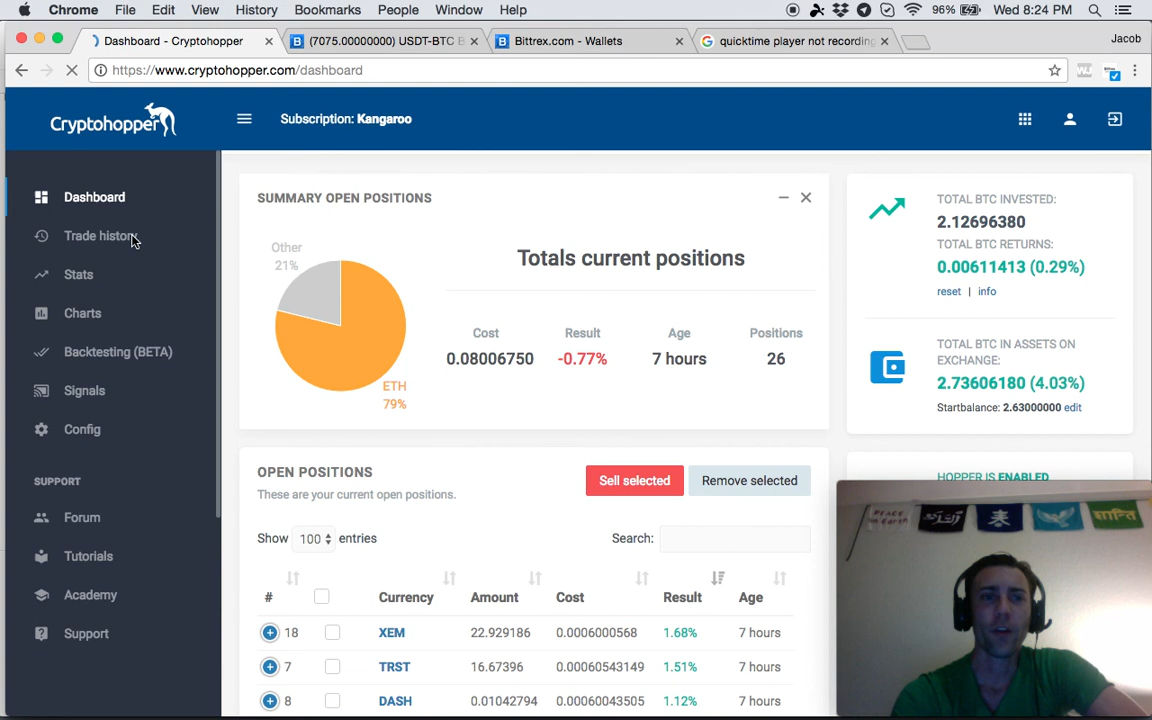 Chrome File Edit View History Bookmarks People Window Help 96% Wed 8:24 PM
Dashboard - Cryptohopper (7075.00000000) USDT-BTC B Bittrex.com - Wallets quicktime player not recording Jacob
https://www.cryptohopper.com/dashboard
Cryptohopper Subscription: Kangaroo
Dashboard
Trade history
Stats
Charts
Backtesting (BETA)
Signals
Config
SUPPORT
Forum
Tutorials
Academy
Support
SUMMARY OPEN POSITIONS
Other
21%
ETH
79%
Totals current positions
Cost Result Age Positions
0.08006750 -0.77% 7 hours 26
TOTAL BTC INVESTED:
2.12696380
TOTAL BTC RETURNS:
0.00611413 (0.29%)
reset | info
TOTAL BTC IN ASSETS ON
EXCHANGE:
2.73606180 (4.03%)
Startbalance: 2.63000000 edit
HOPPER IS ENABLED
OPEN POSITIONS
These are your current open positions.
Sell selected Remove selected
Show 100 entries Search:
# Currency Amount Cost Result Age
18 XEM 22.929186 0.0006000568 1.68% 7 hours
7 TRST 16.67396 0.00060543149 1.51% 7 hours
8 DASH 0.01042794 0.00060043505 1.12% 7 hours